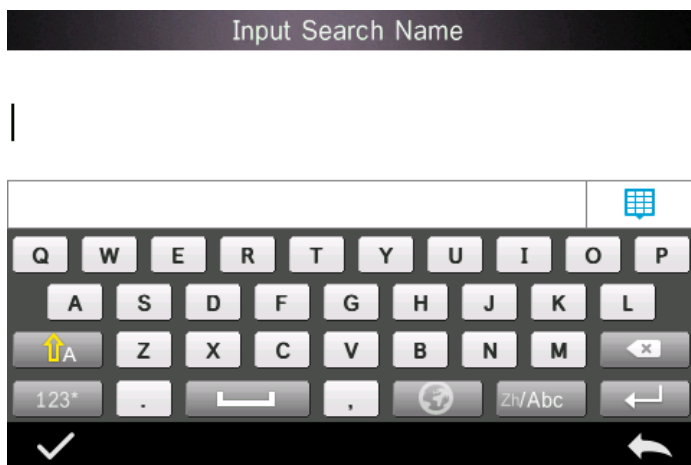 Input Search Name
Q W E R T Y U I O P
A S D F G H J K L
A Z X C V B N M
123* . , Zh/Abc